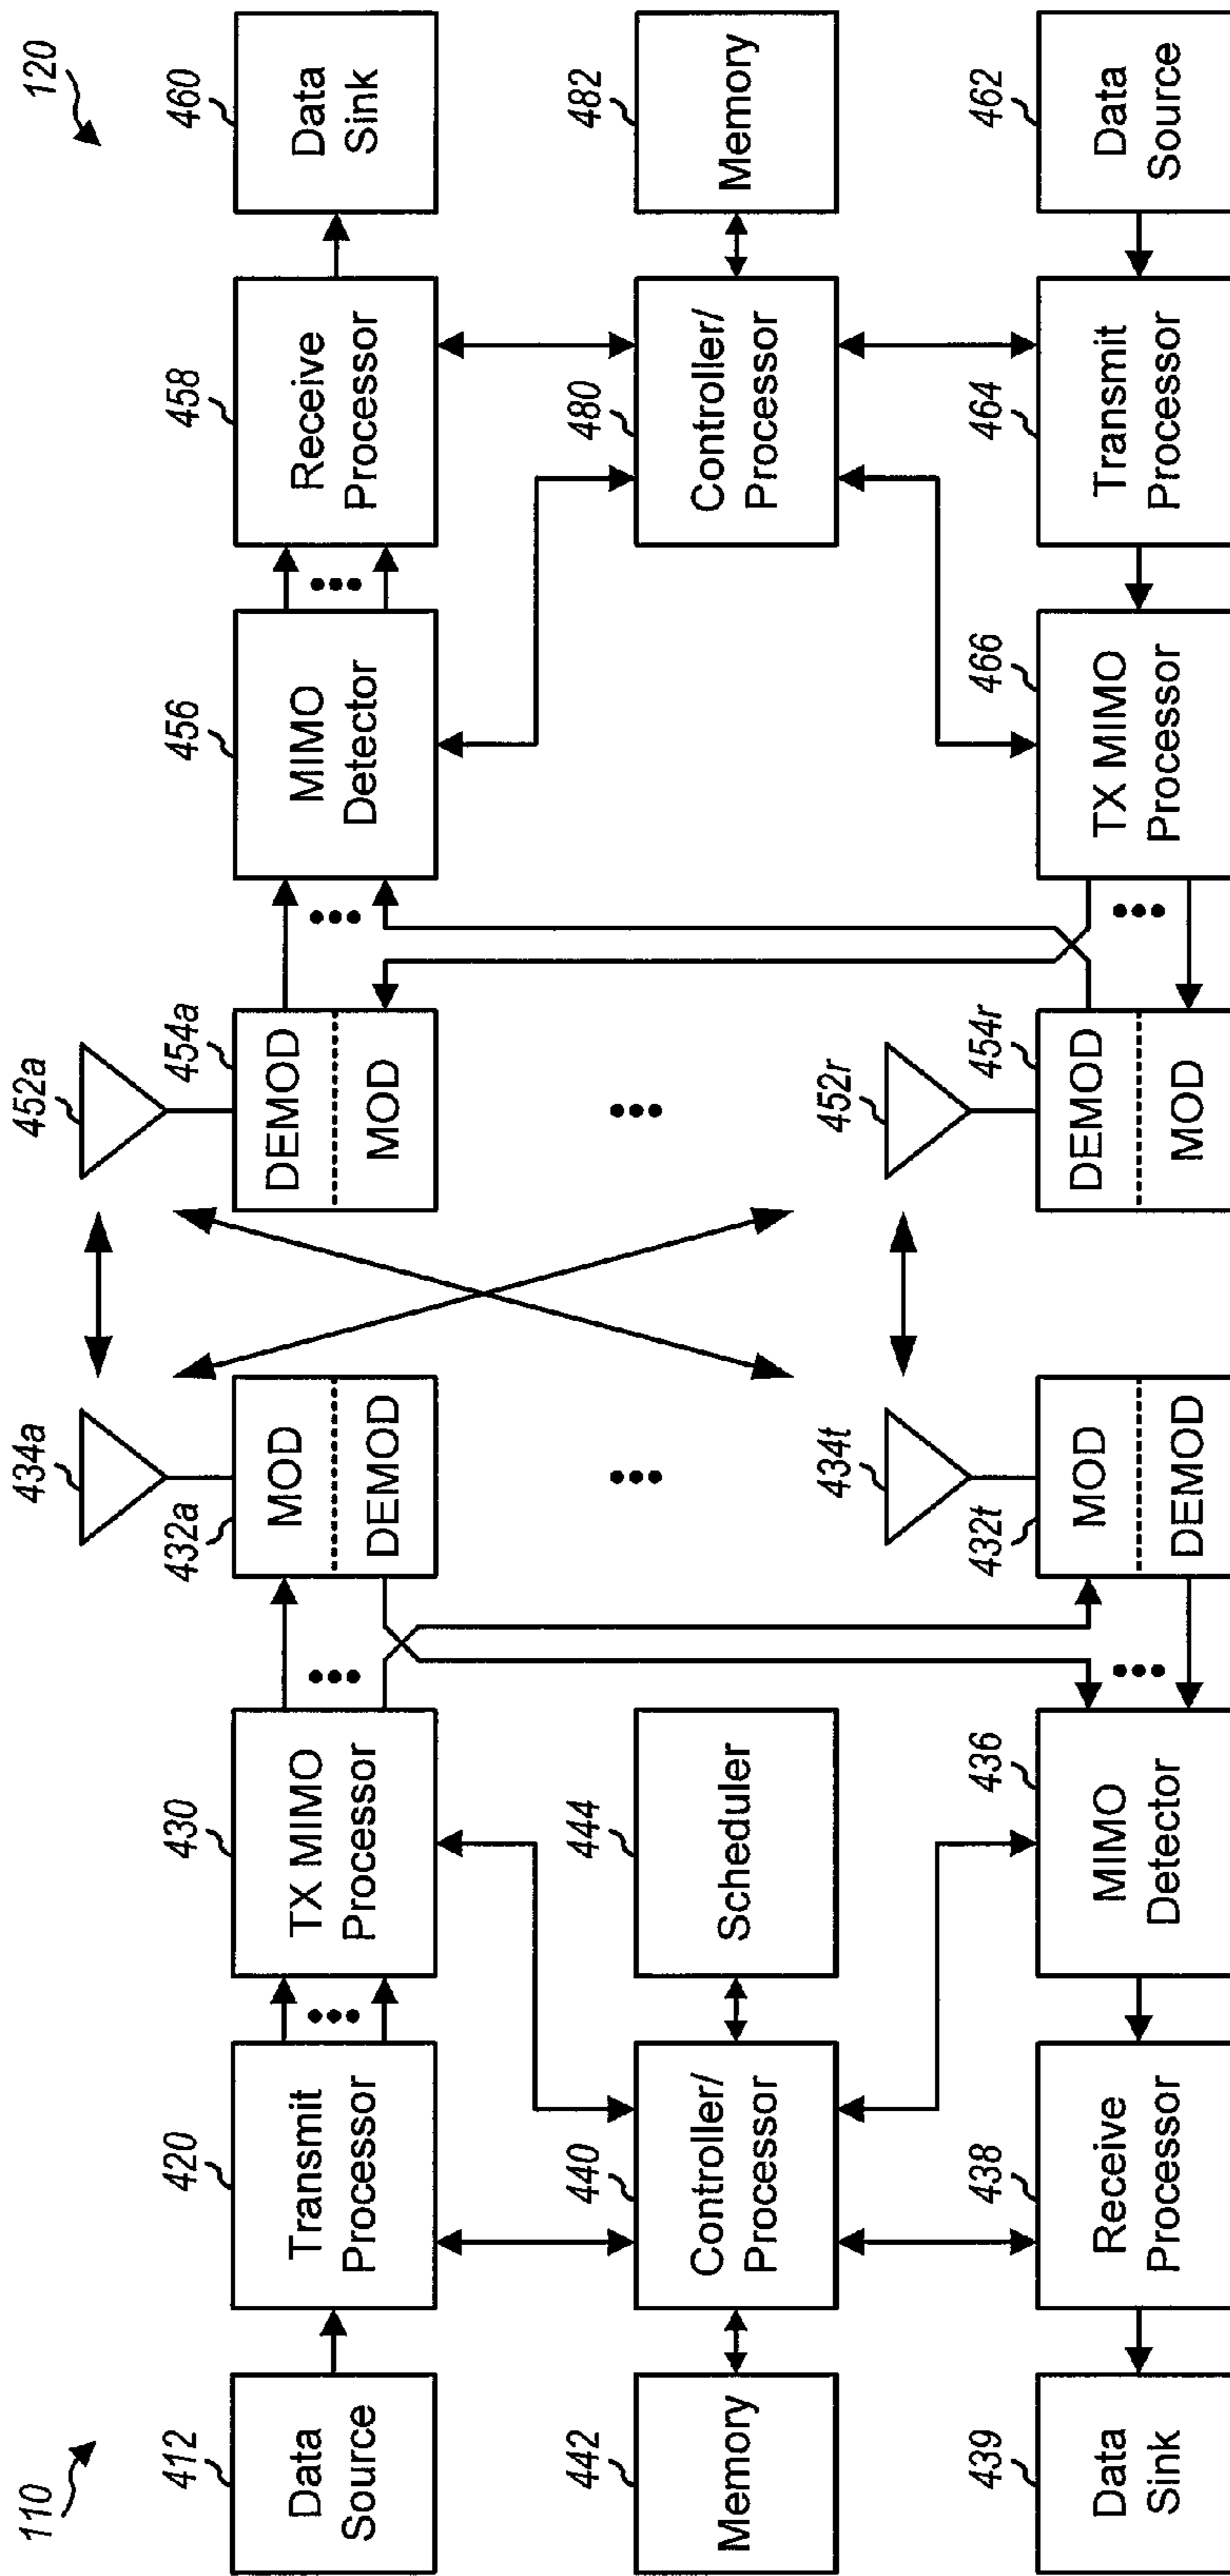 110
120
412
Data
Source
420
Transmit
Processor
430
TX MIMO
Processor
432a
434a
MOD
DEMOD
452a
454a
DEMOD
MOD
456
MIMO
Detector
458
Receive
Processor
460
Data
Sink
442
Memory
440
Controller/
Processor
444
Scheduler
480
Controller/
Processor
482
Memory
439
Data
Sink
438
Receive
Processor
436
MIMO
Detector
432t
434t
MOD
DEMOD
452r
454r
DEMOD
MOD
466
TX MIMO
Processor
464
Transmit
Processor
462
Data
Source